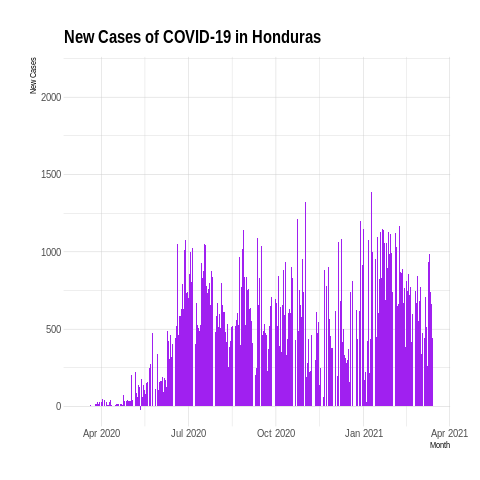 New Cases of COVID-19 in Honduras
New Cases
2000
1500
1000
500
0
Apr 2020 Jul 2020 Oct 2020 Jan 2021 Apr 2021
Month